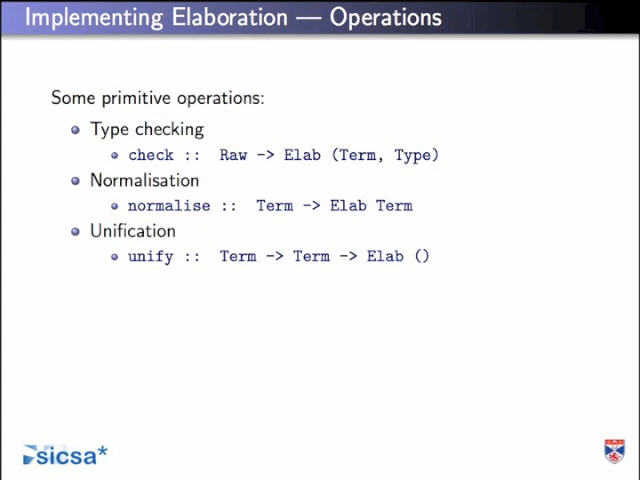 Implementing Elaboration — Operations
Some primitive operations:
Type checking
check :: Raw -> Elab (Term, Type)
Normalisation
normalise :: Term -> Elab Term
Unification
unify :: Term -> Term -> Elab ()
sicsa*